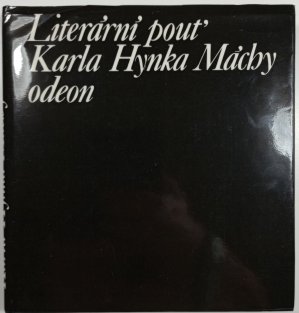 Literární pouť
Karla Hynka Máchy
odeon